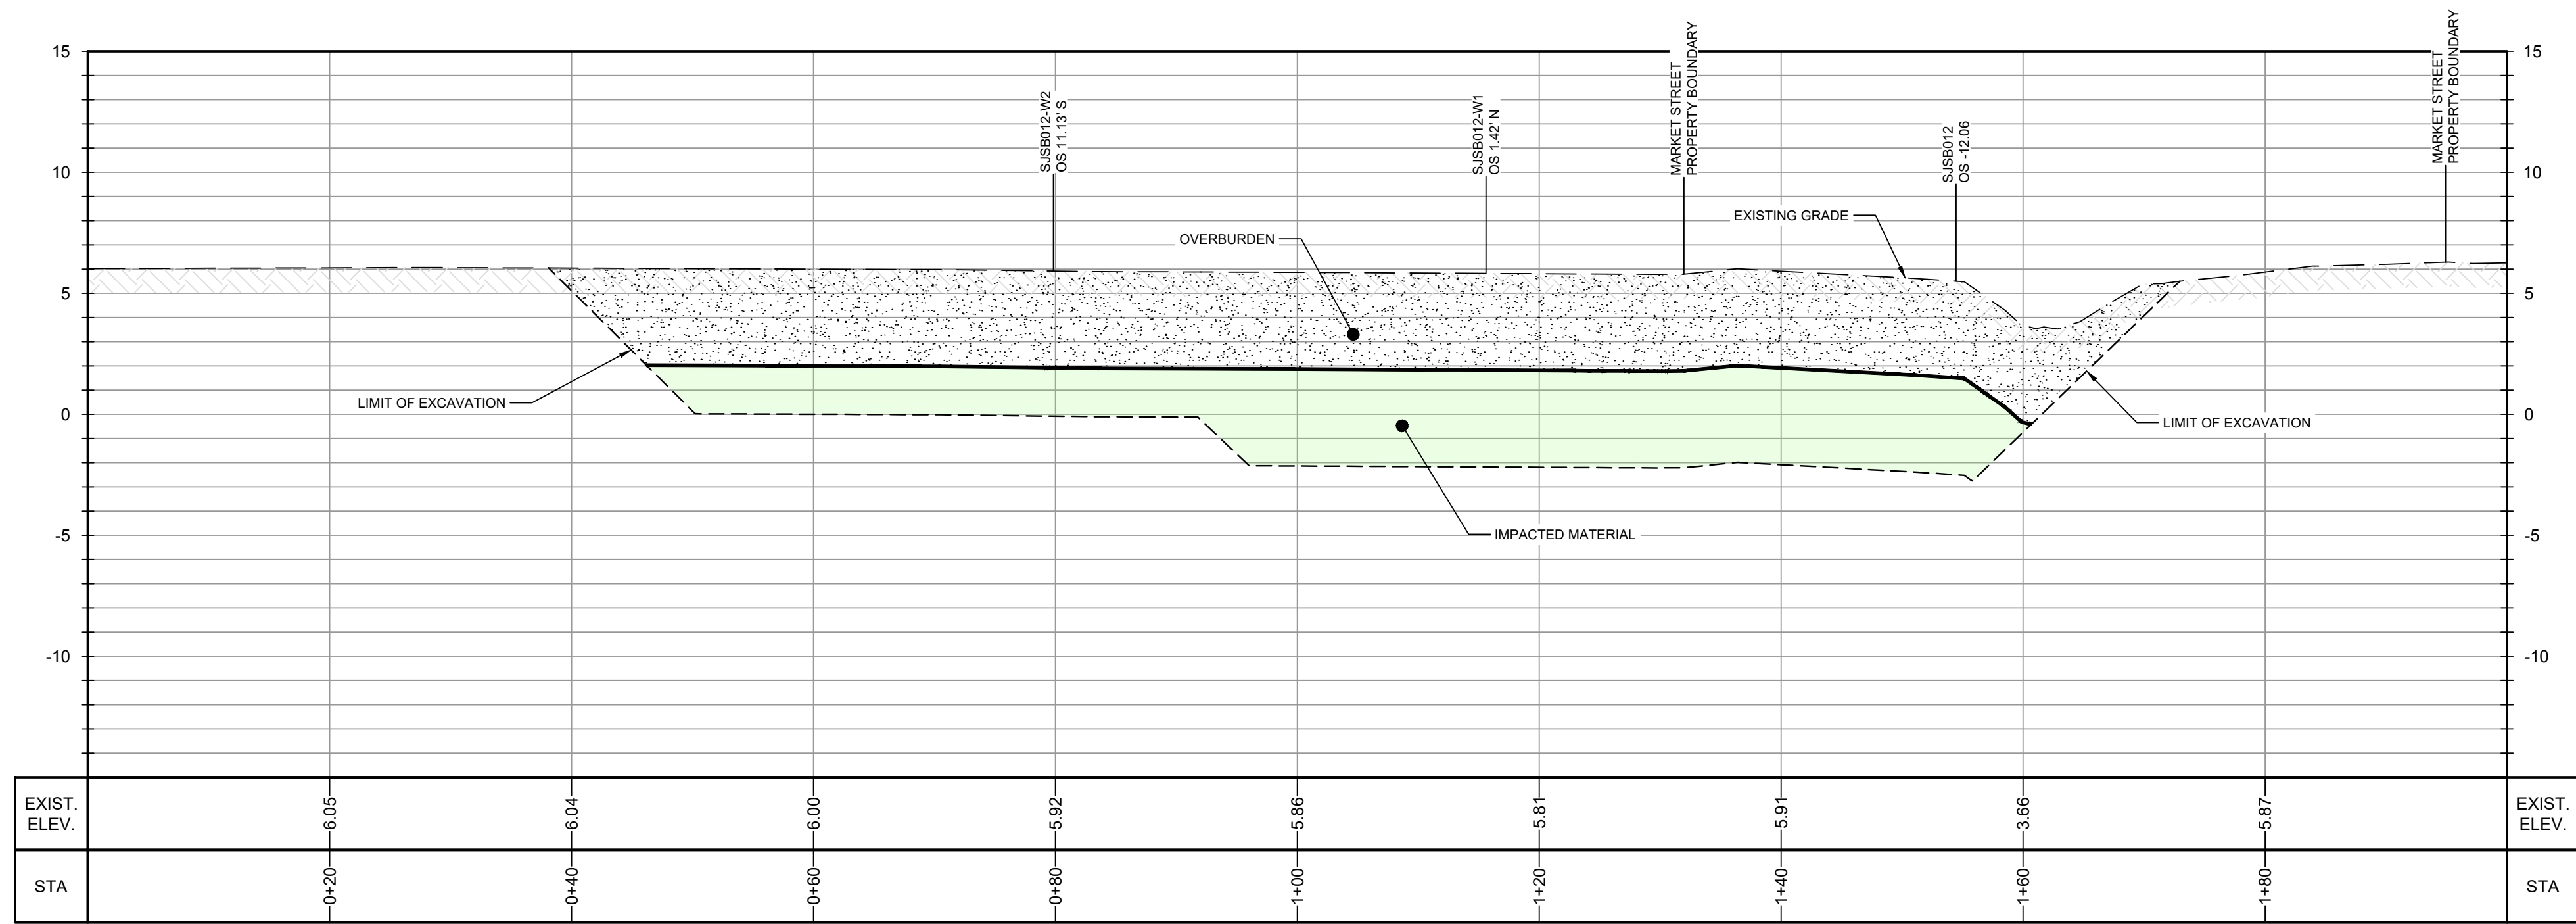 SJSB012-W2
OS 11.13' S
SJSB012-W1
OS 1.42' N
MARKET STREET
PROPERTY BOUNDARY
SJSB012
OS -12.06
MARKET STREET
PROPERTY BOUNDARY
15
15
10
10
5
5
0
0
-5
-5
-10
-10
EXISTING GRADE
OVERBURDEN
LIMIT OF EXCAVATION
LIMIT OF EXCAVATION
IMPACTED MATERIAL
EXIST.
ELEV.
6.05
6.04
6.00
5.92
5.86
5.81
5.91
3.66
5.87
EXIST.
ELEV.
STA
0+20
0+40
0+60
0+80
1+00
1+20
1+40
1+60
1+80
STA